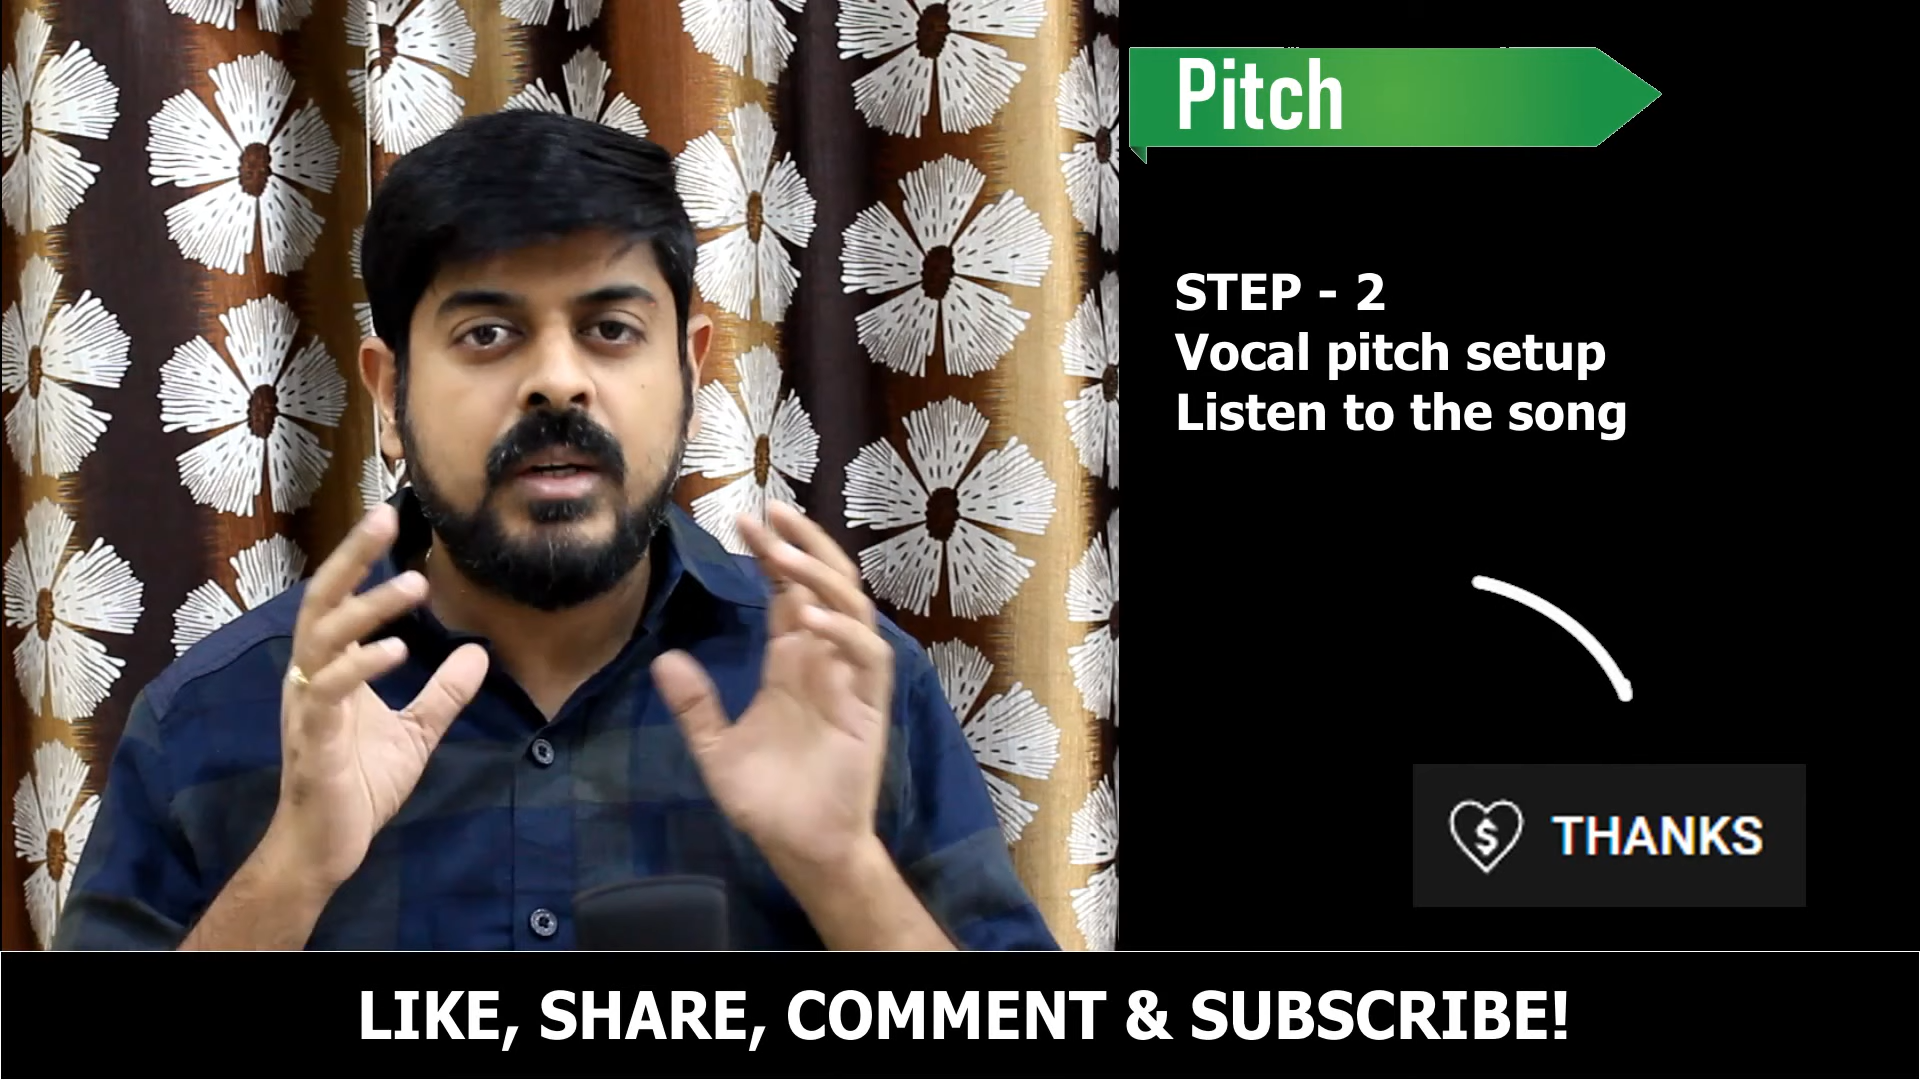 Pitch
STEP - 2
Vocal pitch setup
Listen to the song
$ THANKS
LIKE, SHARE, COMMENT & SUBSCRIBE!